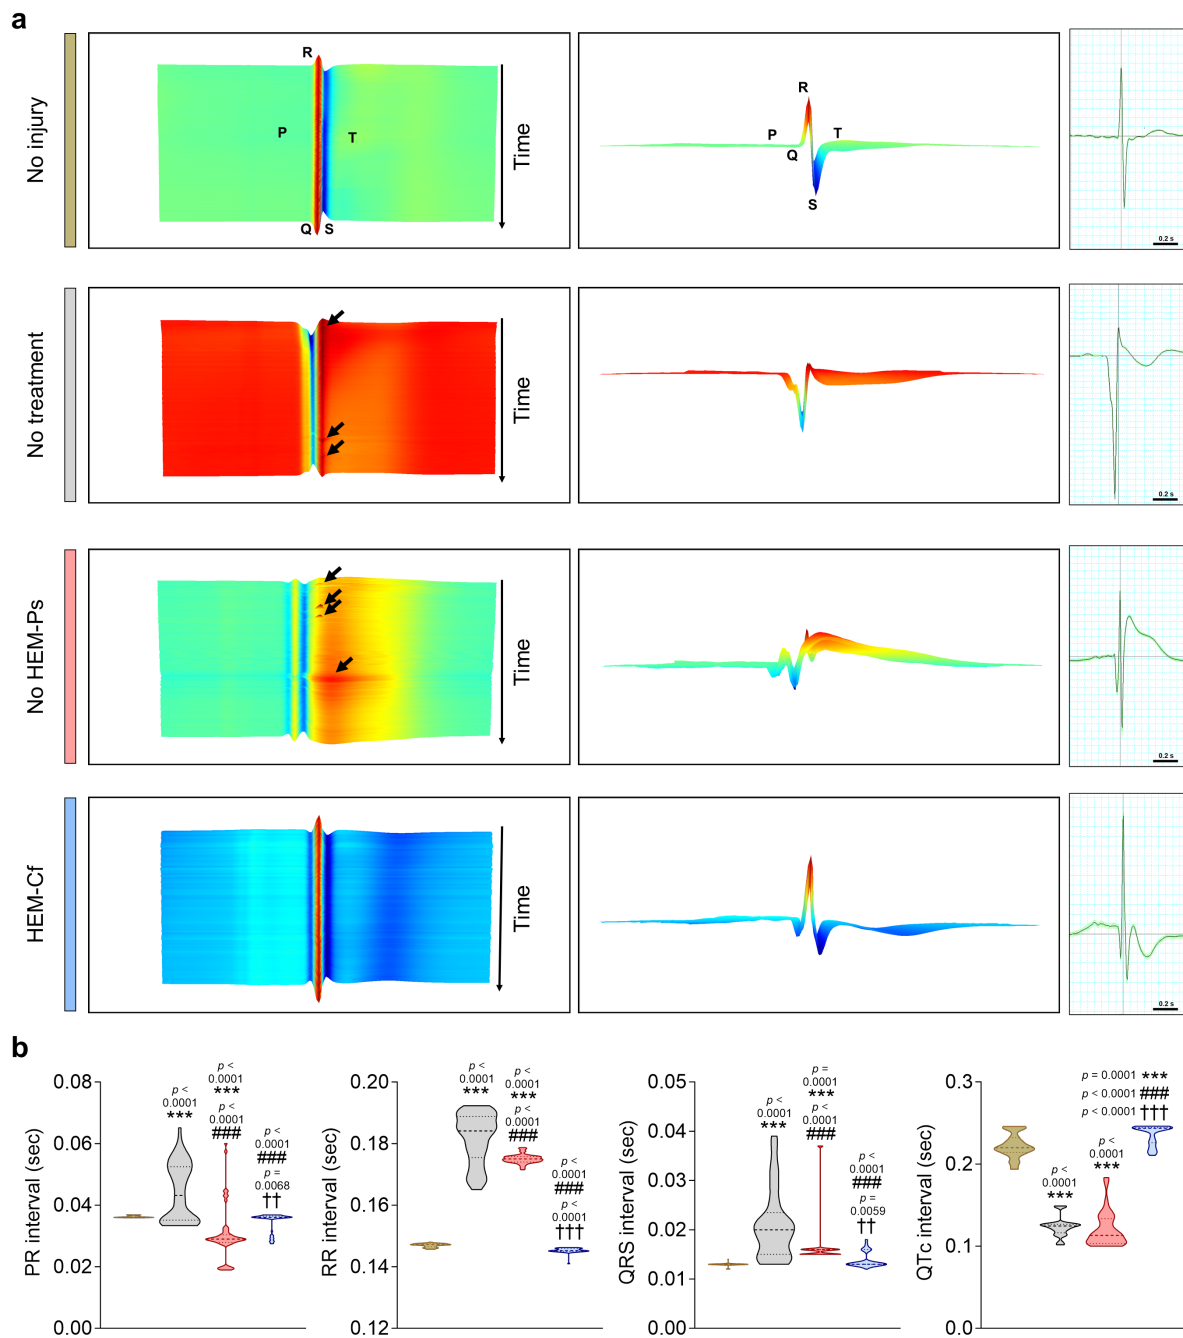 a
No injury
R
P
T
Q
S
Time
R
P
T
Q
S
0.2 s
No treatment
Time
0.2 s
No HEM-Ps
Time
0.2 s
HEM-Cf
Time
0.2 s
b
PR interval (sec)
0.08
0.06
0.04
0.02
0.00
p <
0.0001
***
p <
0.0001
***
p <
0.0001
###
p <
0.0001
###
p =
0.0068
††
RR interval (sec)
0.20
0.18
0.16
0.14
0.12
p <
0.0001
***
p <
0.0001
***
p <
0.0001
###
p <
0.0001
###
p <
0.0001
†††
QRS interval (sec)
0.05
0.04
0.03
0.02
0.01
0.00
p <
0.0001
***
p =
0.0001
***
p <
0.0001
###
p <
0.0001
###
p =
0.0059
††
QTc interval (sec)
0.3
0.2
0.1
0.0
p <
0.0001
***
p <
0.0001
***
p = 0.0001 ***
p < 0.0001 ###
p < 0.0001 †††